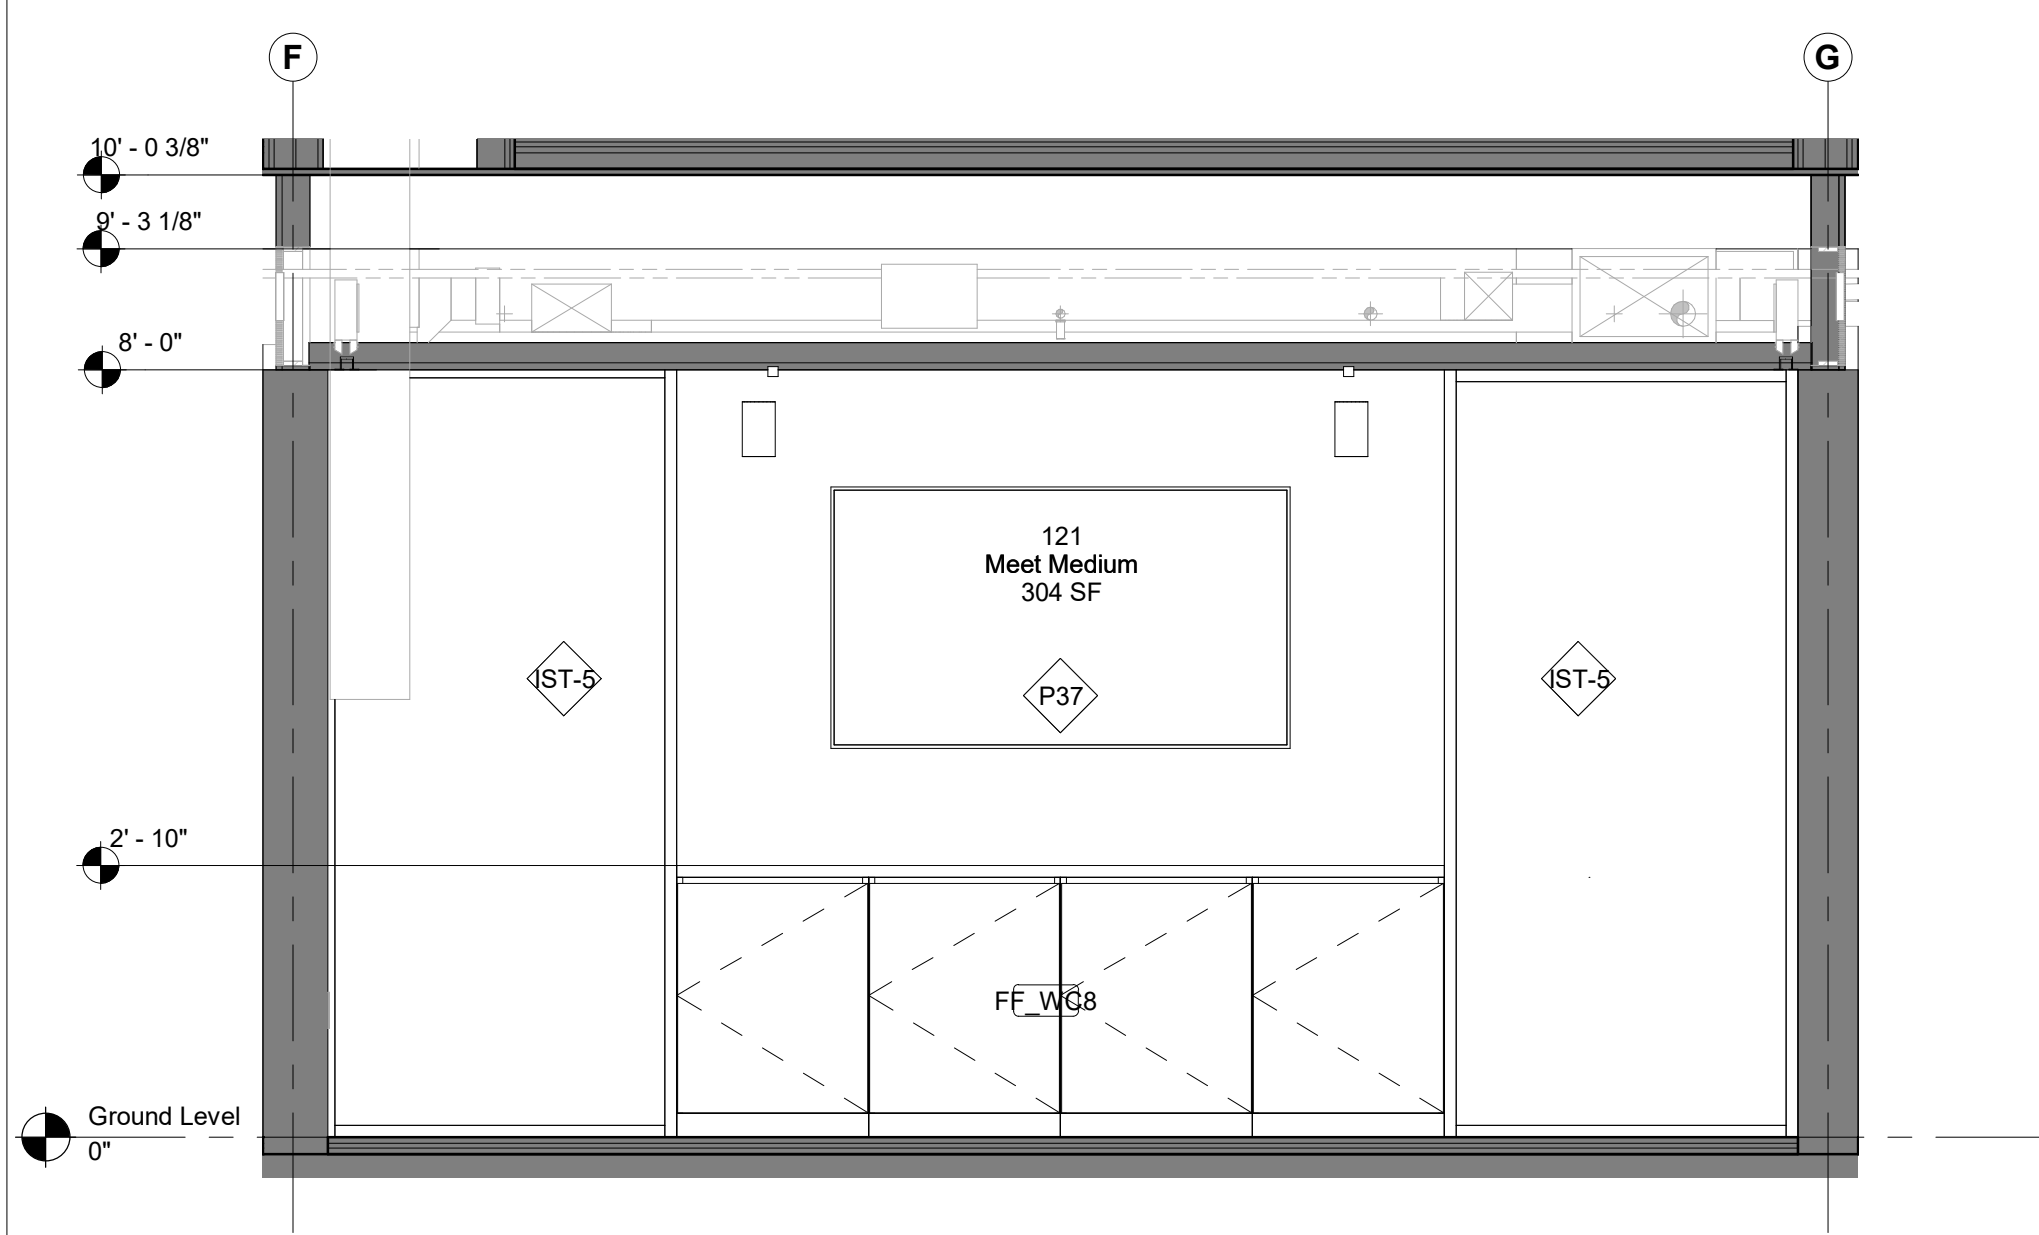 F
G
10' - 0 3/8"
9' - 3 1/8"
8' - 0"
121
Meet Medium
304 SF
IST-5
P37
IST-5
2' - 10"
FF_WC8
Ground Level
0"